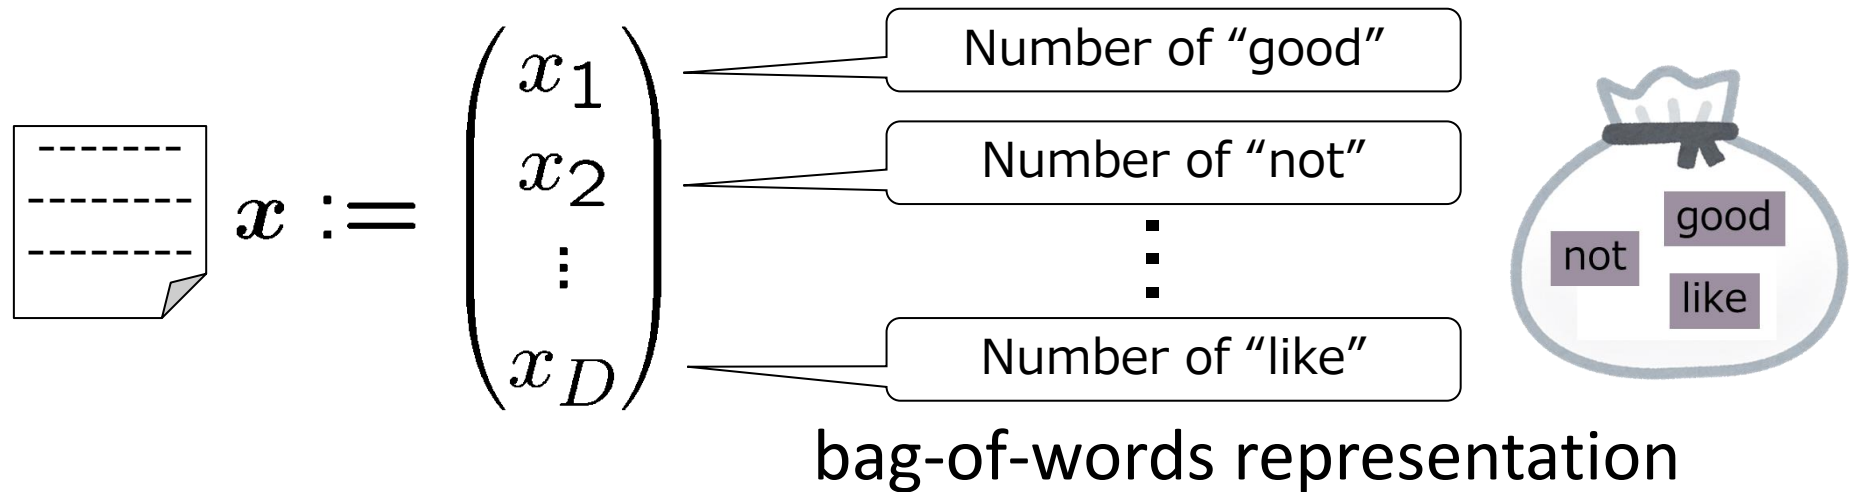 x :=
x1
x2
⋮
xD
Number of “good”
Number of “not”
⋮
Number of “like”
good
not
like
bag-of-words representation